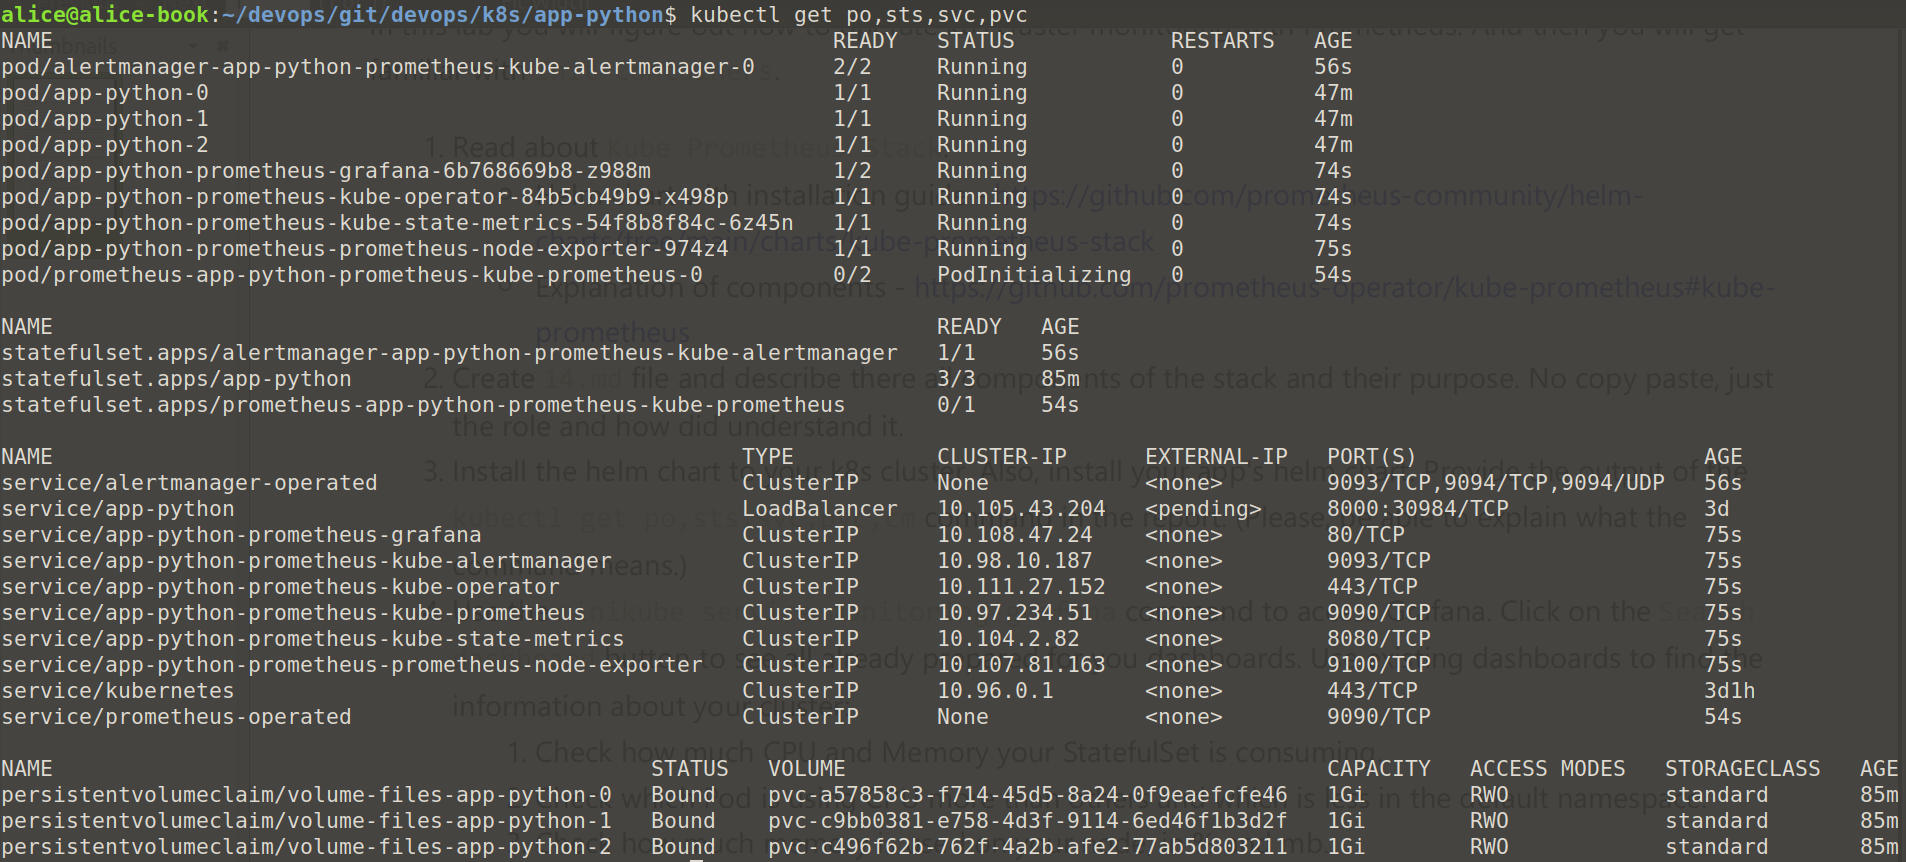 alice@alice-book:~/devops/git/devops/k8s/app-python$ kubectl get po,sts,svc,pvc
NAME READY STATUS RESTARTS AGE
pod/alertmanager-app-python-prometheus-kube-alertmanager-0 2/2 Running 0 56s
pod/app-python-0 1/1 Running 0 47m
pod/app-python-1 1/1 Running 0 47m
pod/app-python-2 1/1 Running 0 47m
pod/app-python-prometheus-grafana-6b768669b8-z988m 1/2 Running 0 74s
pod/app-python-prometheus-kube-operator-84b5cb49b9-x498p 1/1 Running 0 74s
pod/app-python-prometheus-kube-state-metrics-54f8b8f84c-6z45n 1/1 Running 0 74s
pod/app-python-prometheus-prometheus-node-exporter-974z4 1/1 Running 0 75s
pod/prometheus-app-python-prometheus-kube-prometheus-0 0/2 PodInitializing 0 54s
NAME READY AGE
statefulset.apps/alertmanager-app-python-prometheus-kube-alertmanager 1/1 56s
statefulset.apps/app-python 3/3 85m
statefulset.apps/prometheus-app-python-prometheus-kube-prometheus 0/1 54s
NAME TYPE CLUSTER-IP EXTERNAL-IP PORT(S) AGE
service/alertmanager-operated ClusterIP None <none> 9093/TCP,9094/TCP,9094/UDP 56s
service/app-python LoadBalancer 10.105.43.204 <pending> 8000:30984/TCP 3d
service/app-python-prometheus-grafana ClusterIP 10.108.47.24 <none> 80/TCP 75s
service/app-python-prometheus-kube-alertmanager ClusterIP 10.98.10.187 <none> 9093/TCP 75s
service/app-python-prometheus-kube-operator ClusterIP 10.111.27.152 <none> 443/TCP 75s
service/app-python-prometheus-kube-prometheus ClusterIP 10.97.234.51 <none> 9090/TCP 75s
service/app-python-prometheus-kube-state-metrics ClusterIP 10.104.2.82 <none> 8080/TCP 75s
service/app-python-prometheus-prometheus-node-exporter ClusterIP 10.107.81.163 <none> 9100/TCP 75s
service/kubernetes ClusterIP 10.96.0.1 <none> 443/TCP 3d1h
service/prometheus-operated ClusterIP None <none> 9090/TCP 54s
NAME STATUS VOLUME CAPACITY ACCESS MODES STORAGECLASS AGE
persistentvolumeclaim/volume-files-app-python-0 Bound pvc-a57858c3-f714-45d5-8a24-0f9eaefcfe46 1Gi RWO standard 85m
persistentvolumeclaim/volume-files-app-python-1 Bound pvc-c9bb0381-e758-4d3f-9114-6ed46f1b3d2f 1Gi RWO standard 85m
persistentvolumeclaim/volume-files-app-python-2 Bound pvc-c496f62b-762f-4a2b-afe2-77ab5d803211 1Gi RWO standard 85m